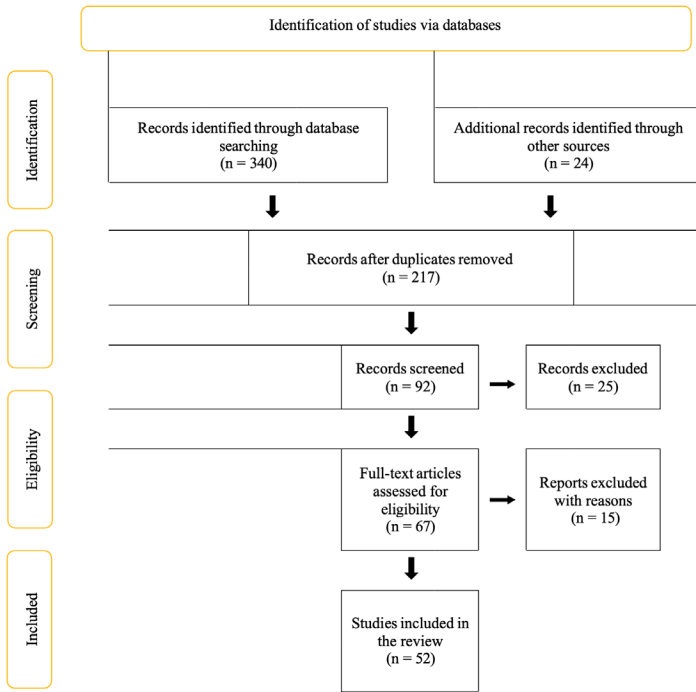 Identification of studies via databases
Identification
Records identified through database
searching
(n = 340)
Additional records identified through
other sources
(n = 24)
Screening
Records after duplicates removed
(n = 217)
Records screened
(n = 92)
Records excluded
(n = 25)
Eligibility
Full-text articles
assessed for
eligibility
(n = 67)
Reports excluded
with reasons
(n = 15)
Included
Studies included in
the review
(n = 52)